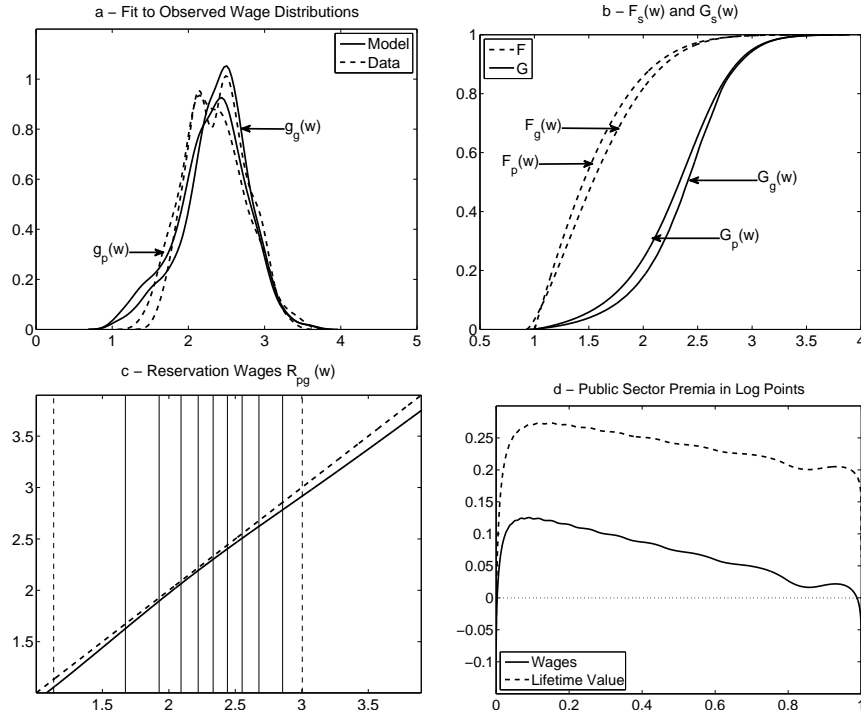 a – Fit to Observed Wage Distributions
1
0.8
0.6
0.4
0.2
0
0 1 2 3 4 5
Model
Data
g_g(w)
g_p(w)
b – F_s(w) and G_s(w)
1
0.8
0.6
0.4
0.2
0
0.5 1 1.5 2 2.5 3 3.5 4
F
G
F_g(w)
F_p(w)
G_g(w)
G_p(w)
c – Reservation Wages R_pg (w)
3.5
3
2.5
2
1.5
1.5 2 2.5 3 3.5
d – Public Sector Premia in Log Points
0.25
0.2
0.15
0.1
0.05
0
−0.05
−0.1
0 0.2 0.4 0.6 0.8 1
Wages
Lifetime Value